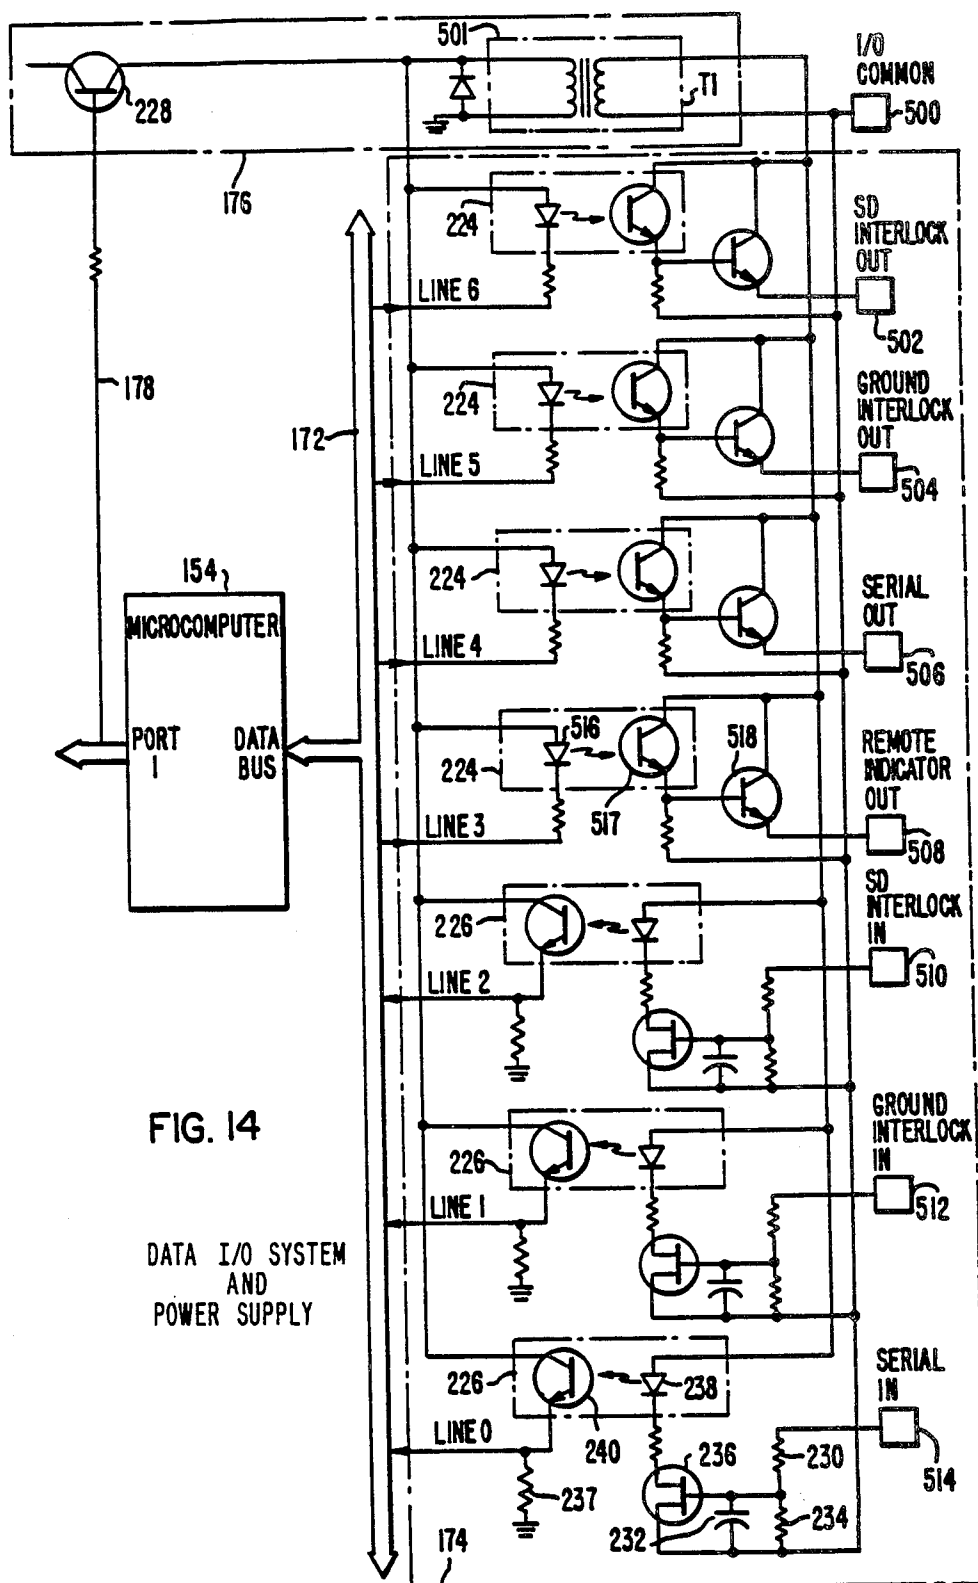 501
I/O
COMMON
T1
228
500
176
224
SD
INTERLOCK
OUT
LINE 6
502
178
172
224
GROUND
INTERLOCK
OUT
LINE 5
504
154
MICROCOMPUTER
224
SERIAL
OUT
LINE 4
506
PORT
1
DATA
BUS
224
516
517
518
REMOTE
INDICATOR
OUT
LINE 3
508
226
SD
INTERLOCK
IN
LINE 2
510
FIG. 14
226
GROUND
INTERLOCK
IN
LINE 1
512
DATA I/O SYSTEM
AND
POWER SUPPLY
226
238
SERIAL
IN
LINE 0
240
236
230
514
237
232
234
174